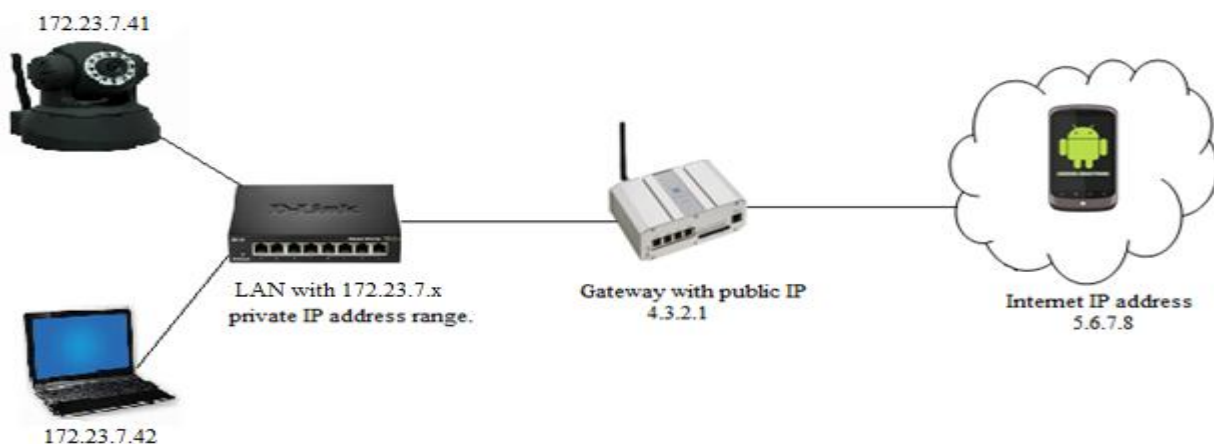 172.23.7.41
D-Link
LAN with 172.23.7.x
private IP address range.
172.23.7.42
Gateway with public IP
4.3.2.1
Internet IP address
5.6.7.8